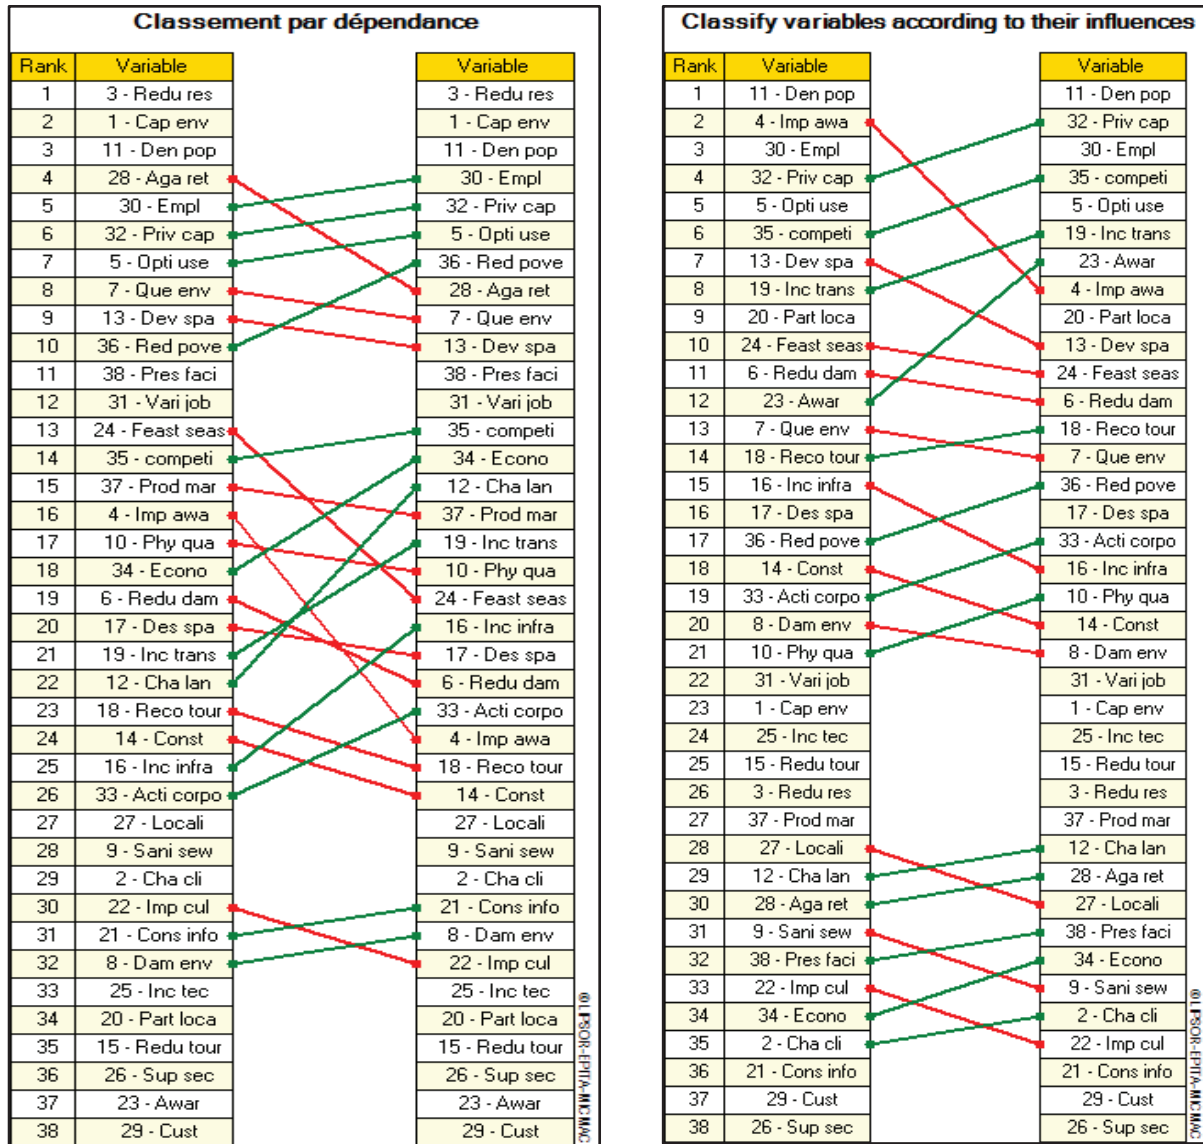 Classement par dépendance
Rank Variable Variable
1 3 - Redu res 3 - Redu res
2 1 - Cap env 1 - Cap env
3 11 - Den pop 11 - Den pop
4 28 - Aga ret 30 - Empl
5 30 - Empl 32 - Priv cap
6 32 - Priv cap 5 - Opti use
7 5 - Opti use 36 - Red pove
8 7 - Que env 28 - Aga ret
9 13 - Dev spa 7 - Que env
10 36 - Red pove 13 - Dev spa
11 38 - Pres faci 38 - Pres faci
12 31 - Vari job 31 - Vari job
13 24 - Feast seas 35 - competi
14 35 - competi 34 - Econo
15 37 - Prod mar 12 - Cha lan
16 4 - Imp awa 37 - Prod mar
17 10 - Phy qua 19 - Inc trans
18 34 - Econo 10 - Phy qua
19 6 - Redu dam 24 - Feast seas
20 17 - Des spa 16 - Inc infra
21 19 - Inc trans 17 - Des spa
22 12 - Cha lan 6 - Redu dam
23 18 - Reco tour 33 - Acti corpo
24 14 - Const 4 - Imp awa
25 16 - Inc infra 18 - Reco tour
26 33 - Acti corpo 14 - Const
27 27 - Locali 27 - Locali
28 9 - Sani sew 9 - Sani sew
29 2 - Cha cli 2 - Cha cli
30 22 - Imp cul 21 - Cons info
31 21 - Cons info 8 - Dam env
32 8 - Dam env 22 - Imp cul
33 25 - Inc tec 25 - Inc tec
34 20 - Part loca 20 - Part loca
35 15 - Redu tour 15 - Redu tour
36 26 - Sup sec 26 - Sup sec
37 23 - Awar 23 - Awar
38 29 - Cust 29 - Cust
© LIPSOR-EPITA-MICMAC
Classify variables according to their influences
Rank Variable Variable
1 11 - Den pop 11 - Den pop
2 4 - Imp awa 32 - Priv cap
3 30 - Empl 30 - Empl
4 32 - Priv cap 35 - competi
5 5 - Opti use 5 - Opti use
6 35 - competi 19 - Inc trans
7 13 - Dev spa 23 - Awar
8 19 - Inc trans 4 - Imp awa
9 20 - Part loca 20 - Part loca
10 24 - Feast seas 13 - Dev spa
11 6 - Redu dam 24 - Feast seas
12 23 - Awar 6 - Redu dam
13 7 - Que env 18 - Reco tour
14 18 - Reco tour 7 - Que env
15 16 - Inc infra 36 - Red pove
16 17 - Des spa 17 - Des spa
17 36 - Red pove 33 - Acti corpo
18 14 - Const 16 - Inc infra
19 33 - Acti corpo 10 - Phy qua
20 8 - Dam env 14 - Const
21 10 - Phy qua 8 - Dam env
22 31 - Vari job 31 - Vari job
23 1 - Cap env 1 - Cap env
24 25 - Inc tec 25 - Inc tec
25 15 - Redu tour 15 - Redu tour
26 3 - Redu res 3 - Redu res
27 37 - Prod mar 37 - Prod mar
28 27 - Locali 12 - Cha lan
29 12 - Cha lan 28 - Aga ret
30 28 - Aga ret 27 - Locali
31 9 - Sani sew 38 - Pres faci
32 38 - Pres faci 34 - Econo
33 22 - Imp cul 9 - Sani sew
34 34 - Econo 2 - Cha cli
35 2 - Cha cli 22 - Imp cul
36 21 - Cons info 21 - Cons info
37 29 - Cust 29 - Cust
38 26 - Sup sec 26 - Sup sec
© LIPSOR-EPITA-MICMAC